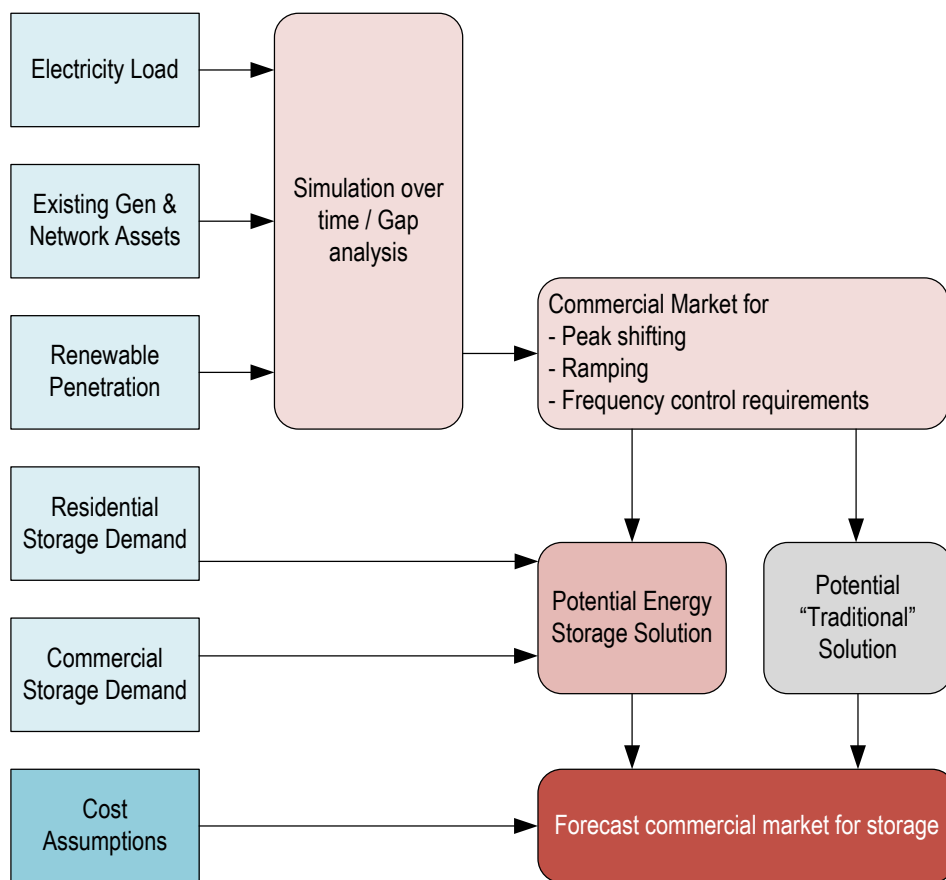 Electricity Load
Existing Gen &
Network Assets
Renewable
Penetration
Residential
Storage Demand
Commercial
Storage Demand
Cost
Assumptions
Simulation over
time / Gap
analysis
Commercial Market for
- Peak shifting
- Ramping
- Frequency control requirements
Potential Energy
Storage Solution
Potential
“Traditional”
Solution
Forecast commercial market for storage